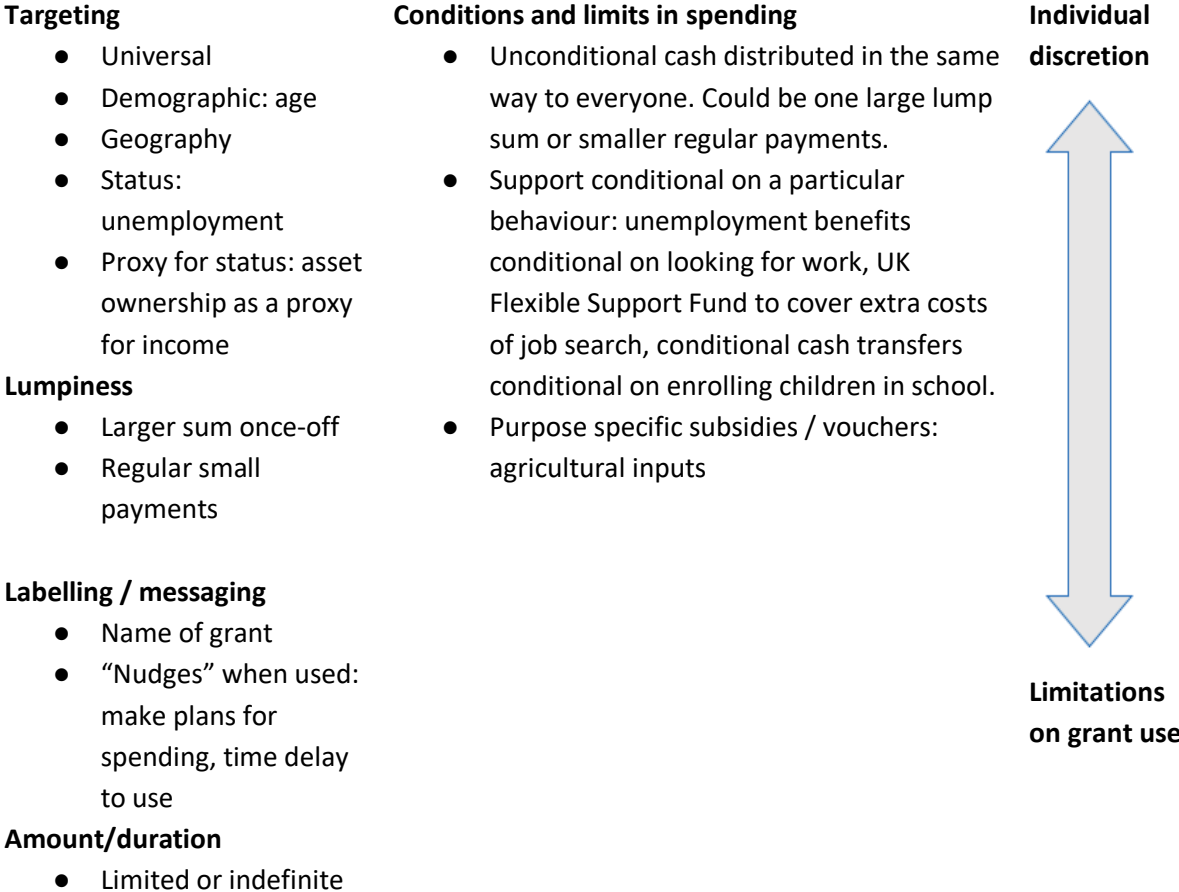 Targeting
● Universal
● Demographic: age
● Geography
● Status:
unemployment
● Proxy for status: asset
ownership as a proxy
for income
Lumpiness
● Larger sum once-off
● Regular small
payments
Labelling / messaging
● Name of grant
● “Nudges” when used:
make plans for
spending, time delay
to use
Amount/duration
● Limited or indefinite
Conditions and limits in spending
● Unconditional cash distributed in the same
way to everyone. Could be one large lump
sum or smaller regular payments.
● Support conditional on a particular
behaviour: unemployment benefits
conditional on looking for work, UK
Flexible Support Fund to cover extra costs
of job search, conditional cash transfers
conditional on enrolling children in school.
● Purpose specific subsidies / vouchers:
agricultural inputs
Individual
discretion
Limitations
on grant use